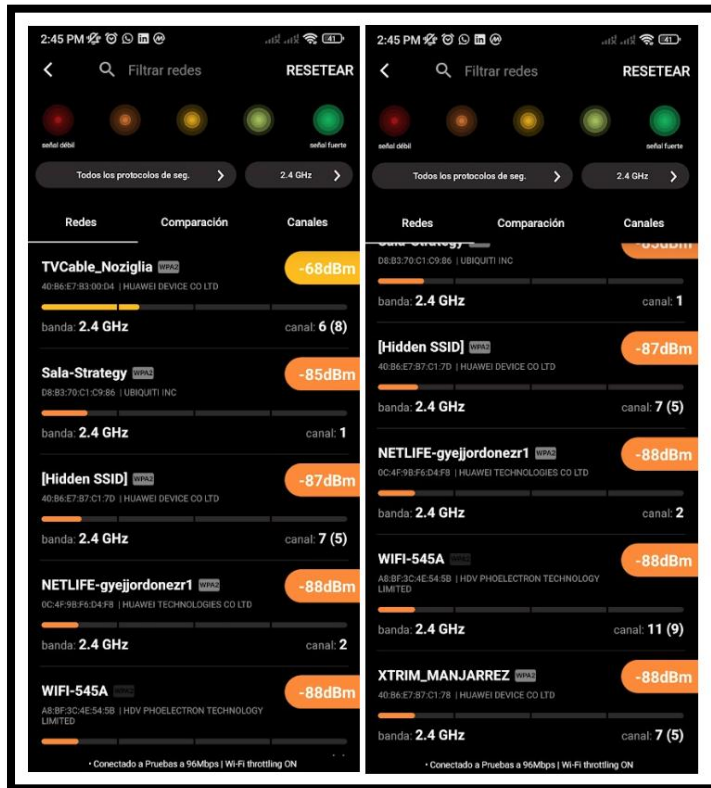 2:45 PM
41
Filtrar redes
RESETEAR
señal débil
señal fuerte
Todos los protocolos de seg.
2.4 GHz
Redes
Comparación
Canales
TVCable_Noziglia WPA2
-68dBm
40:B6:E7:B3:00:D4 | HUAWEI DEVICE CO LTD
banda: 2.4 GHz
canal: 6 (8)
Sala-Strategy WPA2
-85dBm
D8:B3:70:C1:C9:86 | UBIQUITI INC
banda: 2.4 GHz
canal: 1
[Hidden SSID] WPA2
-87dBm
40:B6:E7:B7:C1:7D | HUAWEI DEVICE CO LTD
banda: 2.4 GHz
canal: 7 (5)
NETLIFE-gyejjordonezr1 WPA2
-88dBm
0C:4F:9B:F6:D4:F8 | HUAWEI TECHNOLOGIES CO LTD
banda: 2.4 GHz
canal: 2
WIFI-545A WPA2
-88dBm
A8:BF:3C:4E:54:5B | HDV PHOELECTRON TECHNOLOGY
LIMITED
• Conectado a Pruebas a 96Mbps | Wi-Fi throttling ON
2:45 PM
41
Filtrar redes
RESETEAR
señal débil
señal fuerte
Todos los protocolos de seg.
2.4 GHz
Redes
Comparación
Canales
Sala-Strategy
-85dBm
D8:B3:70:C1:C9:86 | UBIQUITI INC
banda: 2.4 GHz
canal: 1
[Hidden SSID] WPA2
-87dBm
40:B6:E7:B7:C1:7D | HUAWEI DEVICE CO LTD
banda: 2.4 GHz
canal: 7 (5)
NETLIFE-gyejjordonezr1 WPA2
-88dBm
0C:4F:9B:F6:D4:F8 | HUAWEI TECHNOLOGIES CO LTD
banda: 2.4 GHz
canal: 2
WIFI-545A WPA2
-88dBm
A8:BF:3C:4E:54:5B | HDV PHOELECTRON TECHNOLOGY
LIMITED
banda: 2.4 GHz
canal: 11 (9)
XTRIM_MANJARREZ WPA2
-88dBm
40:B6:E7:B7:C1:78 | HUAWEI DEVICE CO LTD
banda: 2.4 GHz
canal: 7 (5)
• Conectado a Pruebas a 96Mbps | Wi-Fi throttling ON